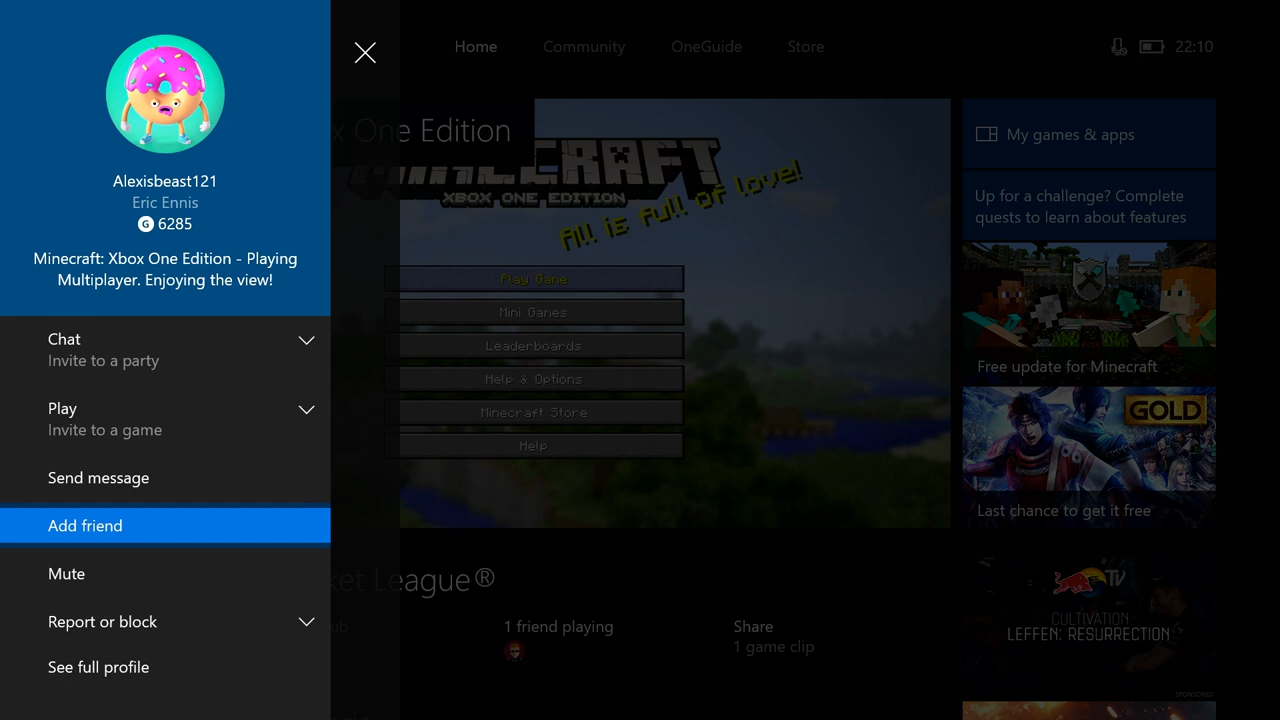 Alexisbeast121
Eric Ennis
G 6285
Minecraft: Xbox One Edition - Playing
Multiplayer. Enjoying the view!
Chat
Invite to a party
Play
Invite to a game
Send message
Add friend
Mute
Report or block
See full profile
Home
Community
OneGuide
Store
22:10
One Edition
MINECRAFT
XBOX ONE EDITION
All is full of love!
Play Game
Mini Games
Leaderboards
Help & Options
Minecraft Store
Help
My games & apps
Up for a challenge? Complete
quests to learn about features
Free update for Minecraft
GOLD
Last chance to get it free
League®
1 friend playing
Share
1 game clip
Red Bull TV
CULTIVATION
LEFFEN: RESURRECTION
SPONSORED